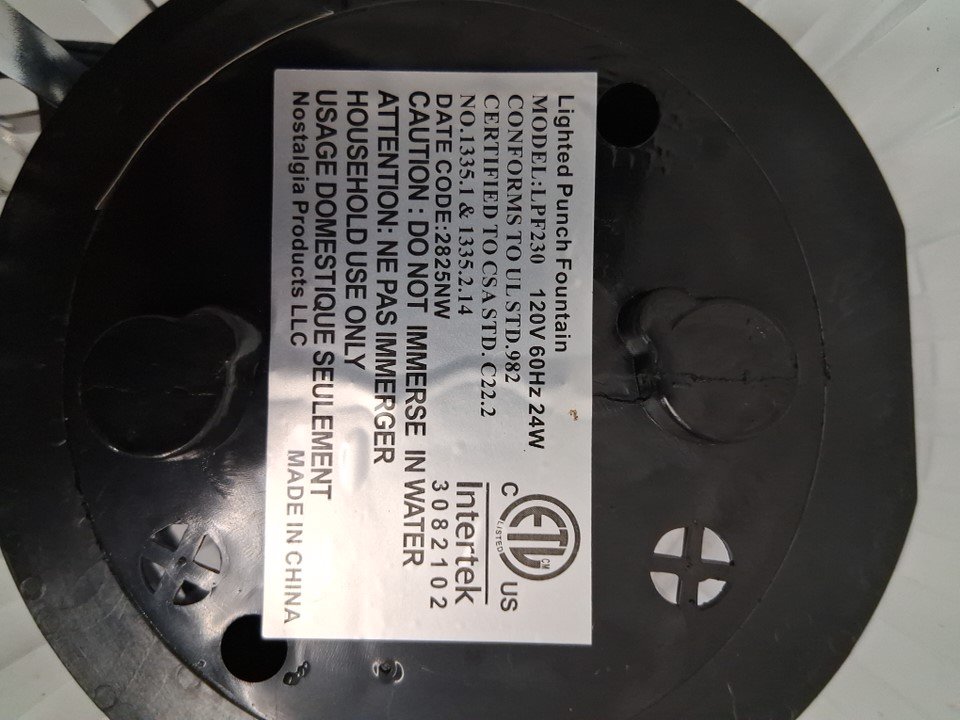 Lighted Punch Fountain
MODEL:LPF230 120V 60Hz 24W
CONFORMS TO UL STD.982
CERTIFIED TO CSA STD. C22.2
NO.1335.1 & 1335.2.14
DATE CODE:2825NW
CAUTION : DO NOT IMMERSE IN WATER
ATTENTION: NE PAS IMMERGER
HOUSEHOLD USE ONLY
USAGE DOMESTIQUE SEULEMENT
Nostalgia Products LLC MADE IN CHINA
C ETL CM US
LISTED
Intertek
3082102